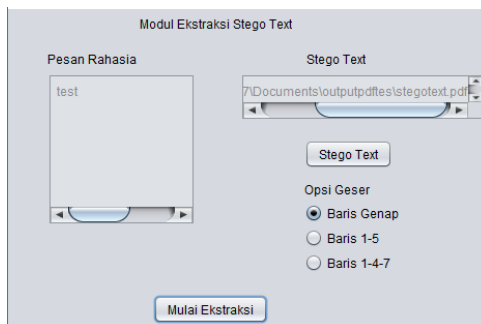 Modul Ekstraksi Stego Text
Pesan Rahasia
Stego Text
test
7\Documents\outputpdftes\stegotext.pdf
Stego Text
Opsi Geser
Baris Genap
Baris 1-5
Baris 1-4-7
Mulai Ekstraksi